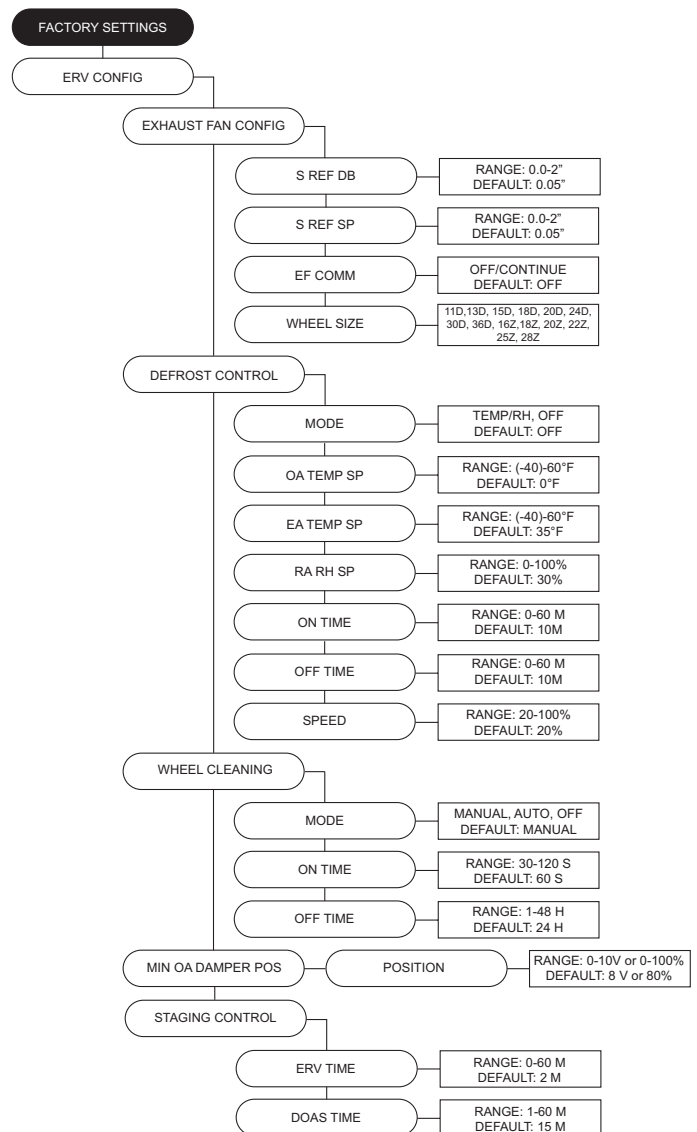 FACTORY SETTINGS
ERV CONFIG
EXHAUST FAN CONFIG
S REF DB
RANGE: 0.0-2"
DEFAULT: 0.05"
S REF SP
RANGE: 0.0-2"
DEFAULT: 0.05"
EF COMM
OFF/CONTINUE
DEFAULT: OFF
WHEEL SIZE
11D,13D, 15D, 18D, 20D, 24D,
30D, 36D, 16Z,18Z, 20Z, 22Z,
25Z, 28Z
DEFROST CONTROL
MODE
TEMP/RH, OFF
DEFAULT: OFF
OA TEMP SP
RANGE: (-40)-60°F
DEFAULT: 0°F
EA TEMP SP
RANGE: (-40)-60°F
DEFAULT: 35°F
RA RH SP
RANGE: 0-100%
DEFAULT: 30%
ON TIME
RANGE: 0-60 M
DEFAULT: 10M
OFF TIME
RANGE: 0-60 M
DEFAULT: 10M
SPEED
RANGE: 20-100%
DEFAULT: 20%
WHEEL CLEANING
MODE
MANUAL, AUTO, OFF
DEFAULT: MANUAL
ON TIME
RANGE: 30-120 S
DEFAULT: 60 S
OFF TIME
RANGE: 1-48 H
DEFAULT: 24 H
MIN OA DAMPER POS
POSITION
RANGE: 0-10V or 0-100%
DEFAULT: 8 V or 80%
STAGING CONTROL
ERV TIME
RANGE: 0-60 M
DEFAULT: 2 M
DOAS TIME
RANGE: 1-60 M
DEFAULT: 15 M